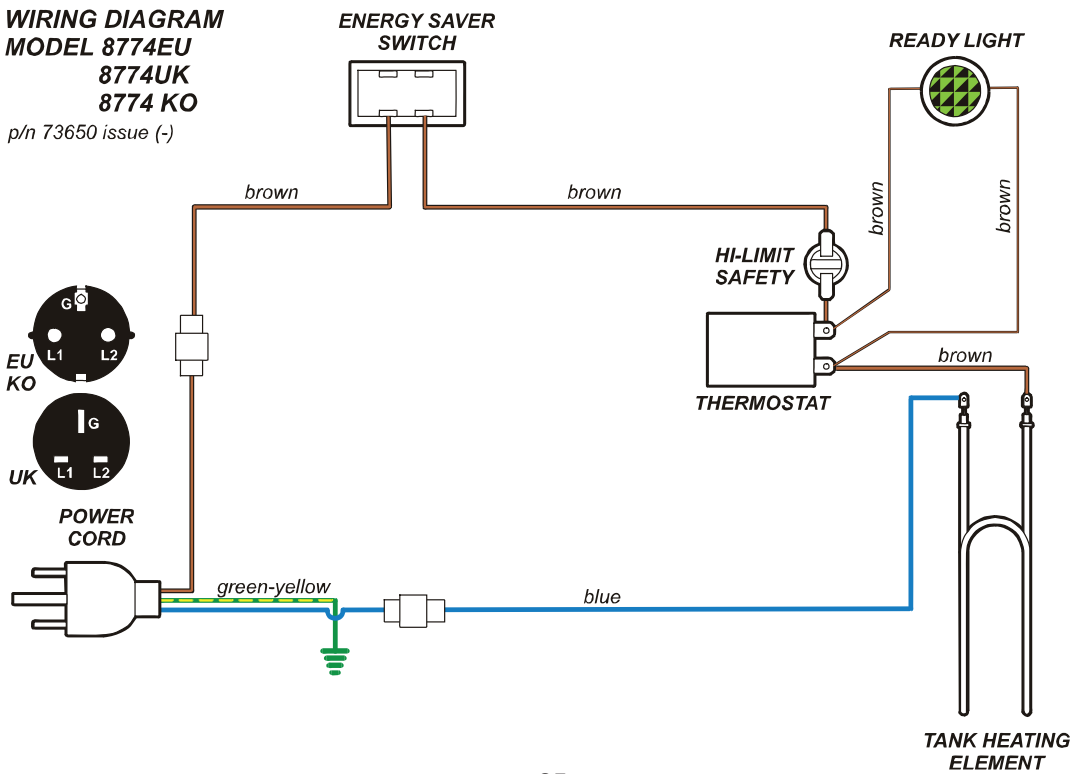 WIRING DIAGRAM
MODEL 8774EU
8774UK
8774 KO
p/n 73650 issue (-)
ENERGY SAVER
SWITCH
READY LIGHT
brown
brown
brown
brown
HI-LIMIT
SAFETY
G
L1 L2
EU
KO
THERMOSTAT
brown
G
L1 L2
UK
POWER
CORD
green-yellow
blue
TANK HEATING
ELEMENT